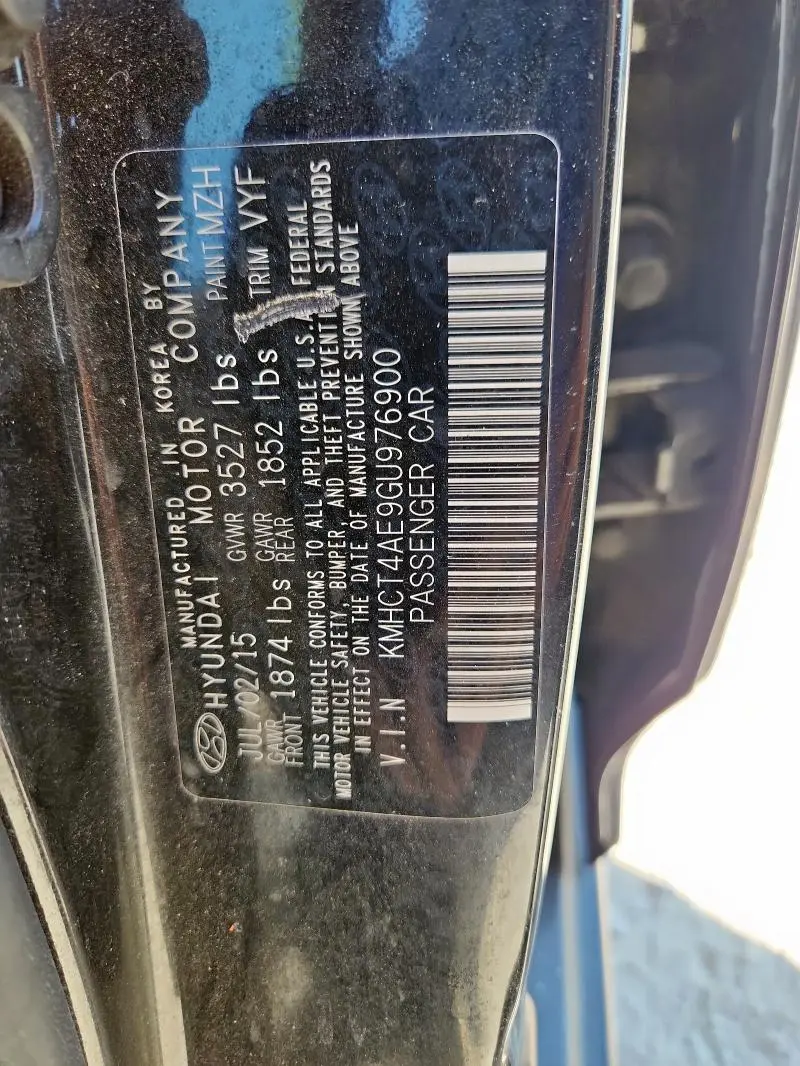 MANUFACTURED IN KOREA BY
HYUNDAI MOTOR COMPANY
JUL/02/15 GVWR 3527 lbs PAINT MZH
GAWR FRONT 1874 lbs GAWR REAR 1852 lbs TRIM VYF
THIS VEHICLE CONFORMS TO ALL APPLICABLE U.S.A FEDERAL
MOTOR VEHICLE SAFETY, BUMPER, AND THEFT PREVENTION STANDARDS
IN EFFECT ON THE DATE OF MANUFACTURE SHOWN ABOVE
V.I.N KMHCT4AE9GU976900
PASSENGER CAR